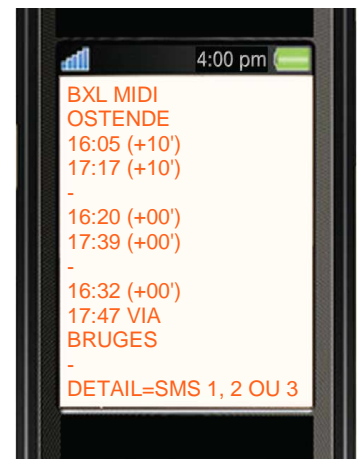 4:00 pm
BXL MIDI
OSTENDE
16:05 (+10')
17:17 (+10')
-
16:20 (+00')
17:39 (+00')
-
16:32 (+00')
17:47 VIA
BRUGES
-
DETAIL=SMS 1, 2 OU 3